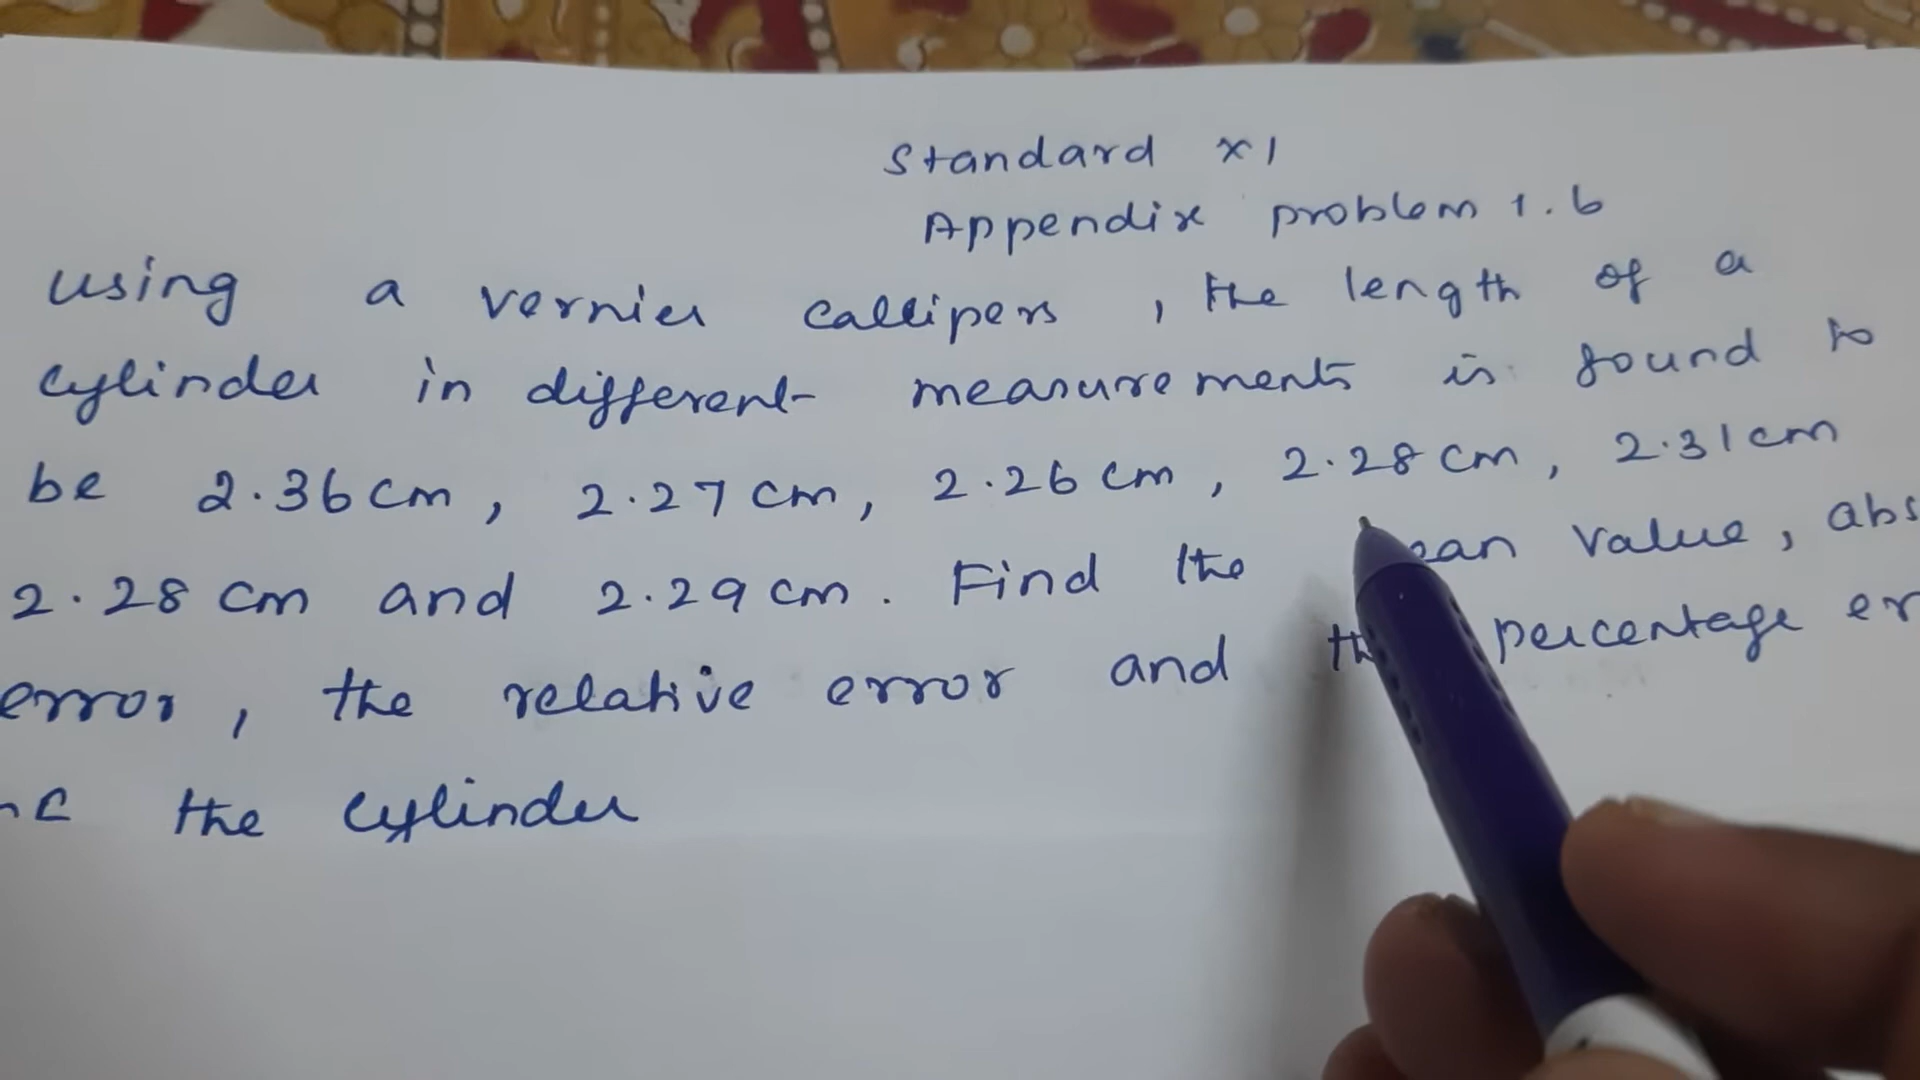 Standard XI
Appendix problem 1.6
using a vernier callipers, the length of a
cylinder in different measurements is found to
be 2.36 cm, 2.27 cm, 2.26 cm, 2.28 cm, 2.31 cm
2.28 cm and 2.29 cm. Find the value, abs
error, the relative error and percentage er
the cylinder